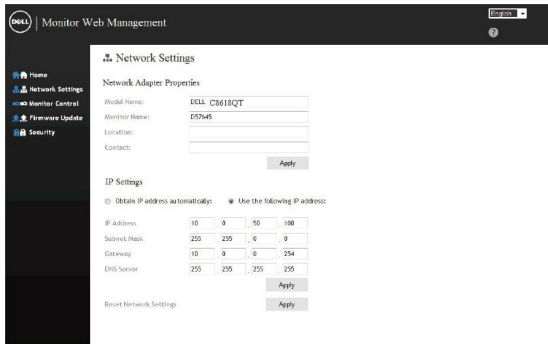 DELL
Monitor Web Management
English
?
Network Settings
Home
Network Settings
Monitor Control
Firmware Update
Security
Network Adapter Properties
Model Name: DELL C8618QT
Monitor Name: D57645
Location:
Contact:
Apply
IP Settings
Obtain IP address automatically: Use the following IP address:
IP Address 10 . 0 . 50 . 100
Subnet Mask 255 . 255 . 0 . 0
Gateway 10 . 0 . 0 . 254
DNS Server 255 . 255 . 255 . 255
Apply
Reset Network Settings Apply